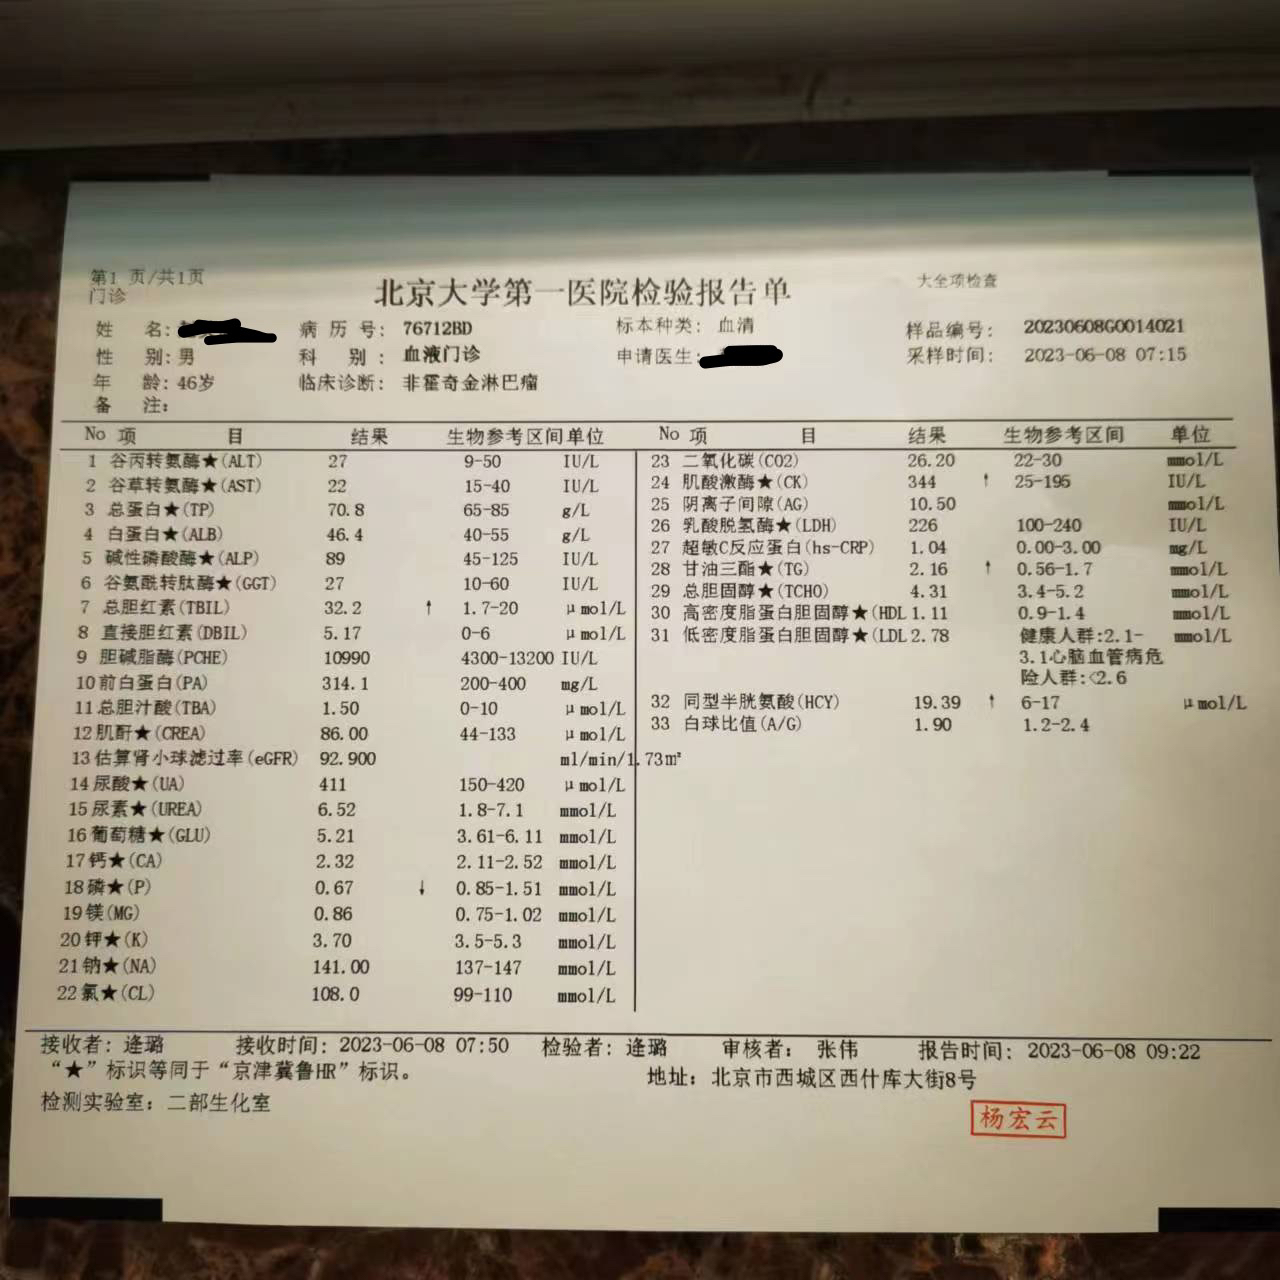 第1 页/共1页
门诊
北京大学第一医院检验报告单
大全项检查
姓 名:
病 历 号: 76712BD
标本种类: 血清
样品编号: 20230608G0014021
性 别: 男
科 别: 血液门诊
申请医生:
采样时间: 2023-06-08 07:15
年 龄: 46岁
临床诊断: 非霍奇金淋巴瘤
备 注:
No 项 目 结果 生物参考区间 单位
1 谷丙转氨酶★(ALT) 27 9-50 IU/L
2 谷草转氨酶★(AST) 22 15-40 IU/L
3 总蛋白★(TP) 70.8 65-85 g/L
4 白蛋白★(ALB) 46.4 40-55 g/L
5 碱性磷酸酶★(ALP) 89 45-125 IU/L
6 谷氨酰转肽酶★(GGT) 27 10-60 IU/L
7 总胆红素(TBIL) 32.2 ↑ 1.7-20 μmol/L
8 直接胆红素(DBIL) 5.17 0-6 μmol/L
9 胆碱脂酶(PCHE) 10990 4300-13200 IU/L
10 前白蛋白(PA) 314.1 200-400 mg/L
11 总胆汁酸(TBA) 1.50 0-10 μmol/L
12 肌酐★(CREA) 86.00 44-133 μmol/L
13 估算肾小球滤过率(eGFR) 92.900 ml/min/1.73㎡
14 尿酸★(UA) 411 150-420 μmol/L
15 尿素★(UREA) 6.52 1.8-7.1 mmol/L
16 葡萄糖★(GLU) 5.21 3.61-6.11 mmol/L
17 钙★(CA) 2.32 2.11-2.52 mmol/L
18 磷★(P) 0.67 ↓ 0.85-1.51 mmol/L
19 镁(MG) 0.86 0.75-1.02 mmol/L
20 钾★(K) 3.70 3.5-5.3 mmol/L
21 钠★(NA) 141.00 137-147 mmol/L
22 氯★(CL) 108.0 99-110 mmol/L
No 项 目 结果 生物参考区间 单位
23 二氧化碳(CO2) 26.20 22-30 mmol/L
24 肌酸激酶★(CK) 344 ↑ 25-195 IU/L
25 阴离子间隙(AG) 10.50 mmol/L
26 乳酸脱氢酶★(LDH) 226 100-240 IU/L
27 超敏C反应蛋白(hs-CRP) 1.04 0.00-3.00 mg/L
28 甘油三酯★(TG) 2.16 ↑ 0.56-1.7 mmol/L
29 总胆固醇★(TCHO) 4.31 3.4-5.2 mmol/L
30 高密度脂蛋白胆固醇★(HDL 1.11 0.9-1.4 mmol/L
31 低密度脂蛋白胆固醇★(LDL 2.78 健康人群:2.1- mmol/L
3.1心脑血管病危
险人群:<2.6
32 同型半胱氨酸(HCY) 19.39 ↑ 6-17 μmol/L
33 白球比值(A/G) 1.90 1.2-2.4
接收者: 逄璐 接收时间: 2023-06-08 07:50 检验者: 逄璐 审核者: 张伟 报告时间: 2023-06-08 09:22
“★”标识等同于“京津冀鲁HR”标识。
地址: 北京市西城区西什库大街8号
检测实验室: 二部生化室
杨宏云